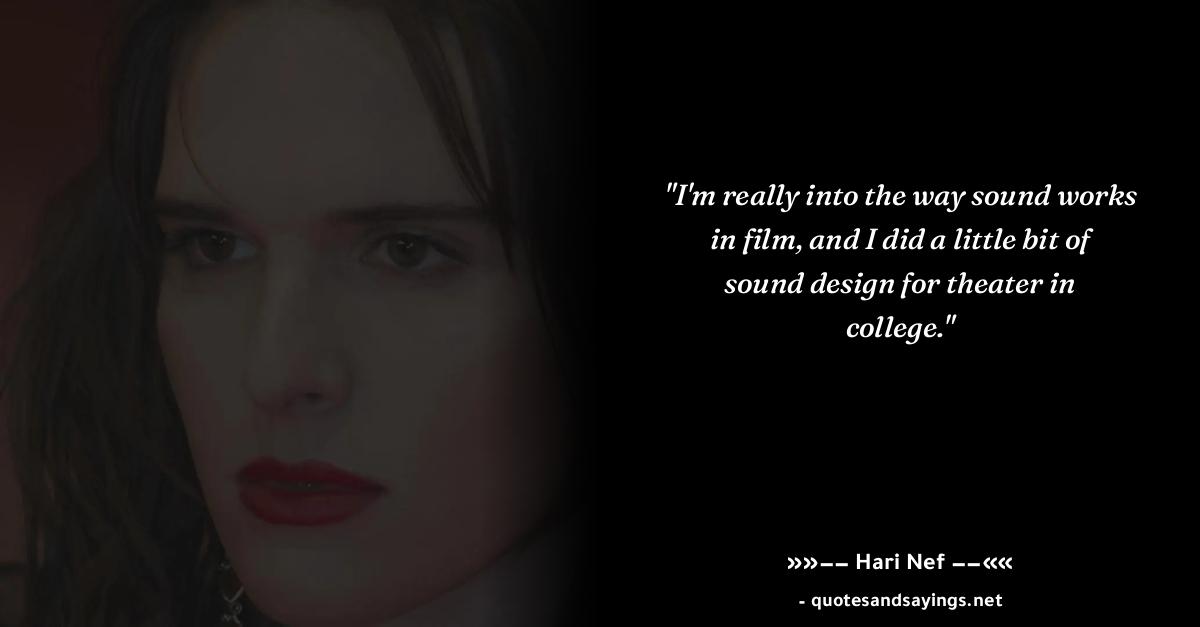 "I'm really into the way sound works
in film, and I did a little bit of
sound design for theater in
college."
»»−− Hari Nef −−««
- quotesandsayings.net